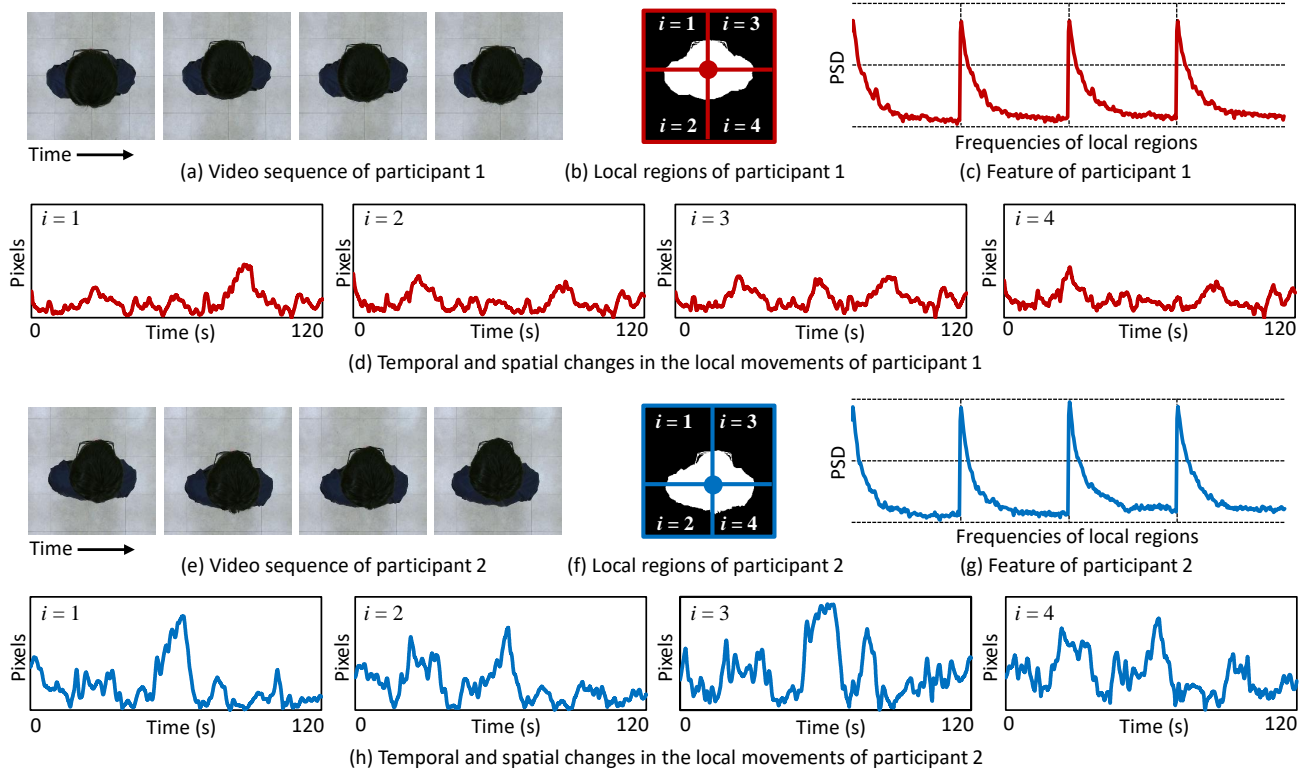 Time
(a) Video sequence of participant 1
i = 1
i = 3
i = 2
i = 4
(b) Local regions of participant 1
PSD
Frequencies of local regions
(c) Feature of participant 1
i = 1
Pixels
0
Time (s)
120
i = 2
Pixels
0
Time (s)
120
i = 3
Pixels
0
Time (s)
120
i = 4
Pixels
0
Time (s)
120
(d) Temporal and spatial changes in the local movements of participant 1
Time
(e) Video sequence of participant 2
i = 1
i = 3
i = 2
i = 4
(f) Local regions of participant 2
PSD
Frequencies of local regions
(g) Feature of participant 2
i = 1
Pixels
0
Time (s)
120
i = 2
Pixels
0
Time (s)
120
i = 3
Pixels
0
Time (s)
120
i = 4
Pixels
0
Time (s)
120
(h) Temporal and spatial changes in the local movements of participant 2